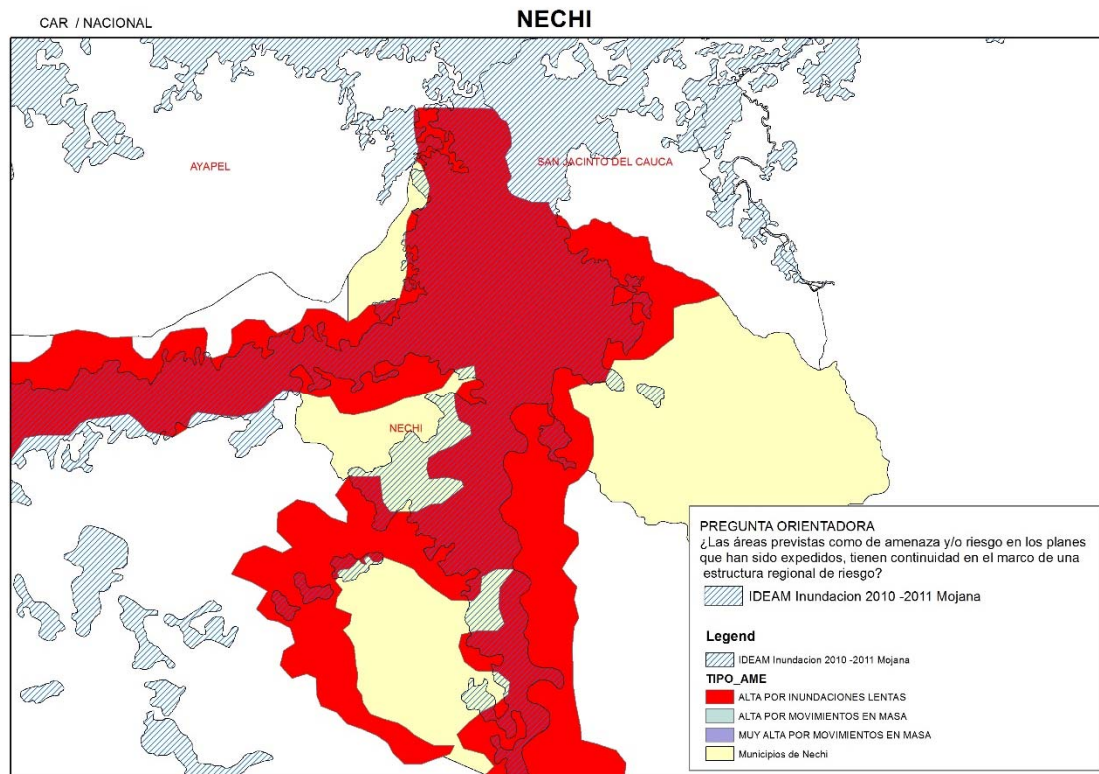 CAR / NACIONAL
NECHI
AYAPEL
SAN JACINTO DEL CAUCA
NECHI
PREGUNTA ORIENTADORA
¿Las áreas previstas como de amenaza y/o riesgo en los planes
que han sido expedidos, tienen continuidad en el marco de una
estructura regional de riesgo?
IDEAM Inundacion 2010 -2011 Mojana
Legend
IDEAM Inundacion 2010 -2011 Mojana
TIPO_AME
ALTA POR INUNDACIONES LENTAS
ALTA POR MOVIMIENTOS EN MASA
MUY ALTA POR MOVIMIENTOS EN MASA
Municipios de Nechi